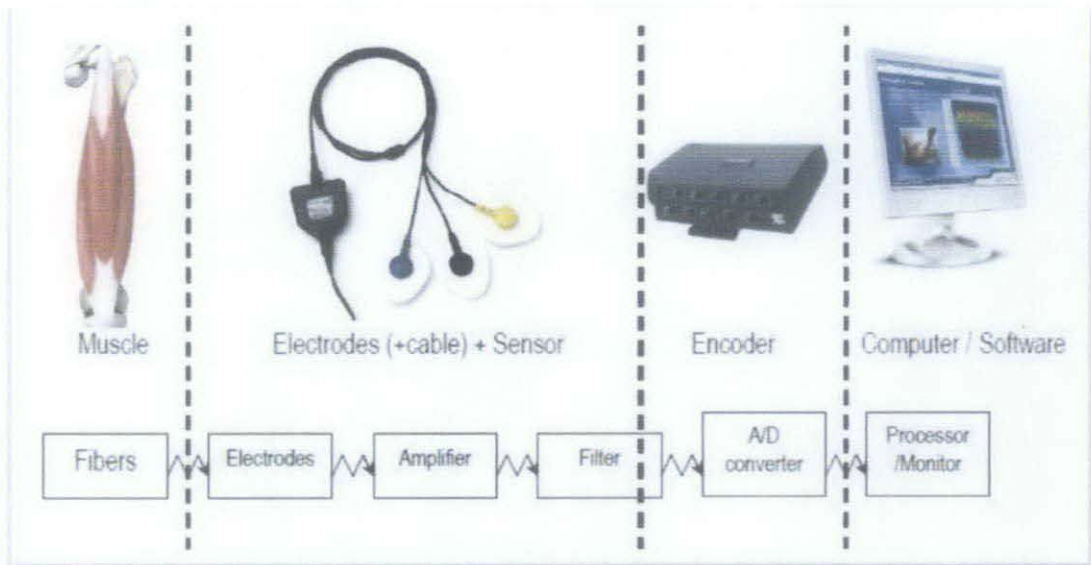 Muscle
Electrodes (+cable) + Sensor
Encoder
Computer / Software
Fibers
Electrodes
Amplifier
Filter
A/D
converter
Processor
/Monitor